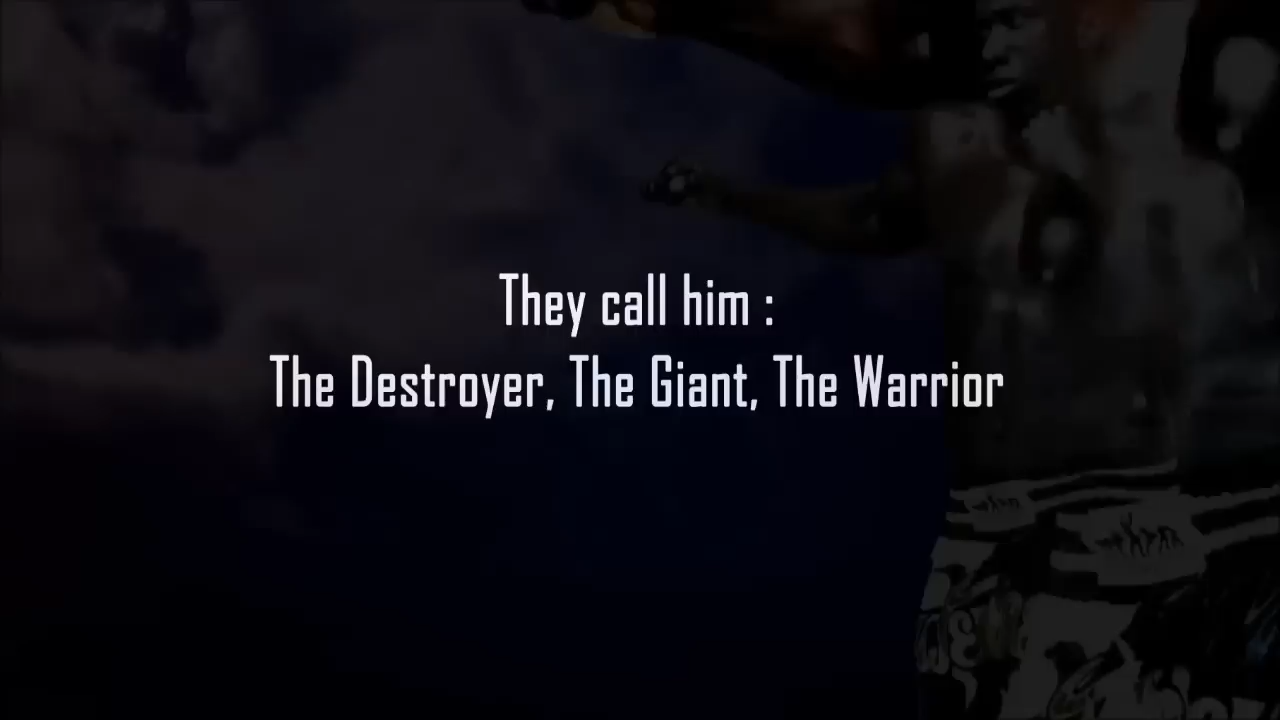 They call him :
The Destroyer, The Giant, The Warrior